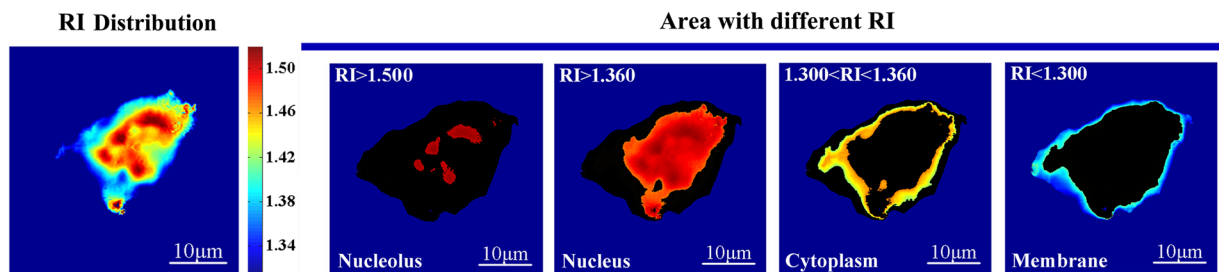 RI Distribution
Area with different RI
1.50
1.46
1.42
1.38
1.34
10μm
RI>1.500
Nucleolus
10μm
RI>1.360
Nucleus
10μm
1.300<RI<1.360
Cytoplasm
10μm
RI<1.300
Membrane
10μm